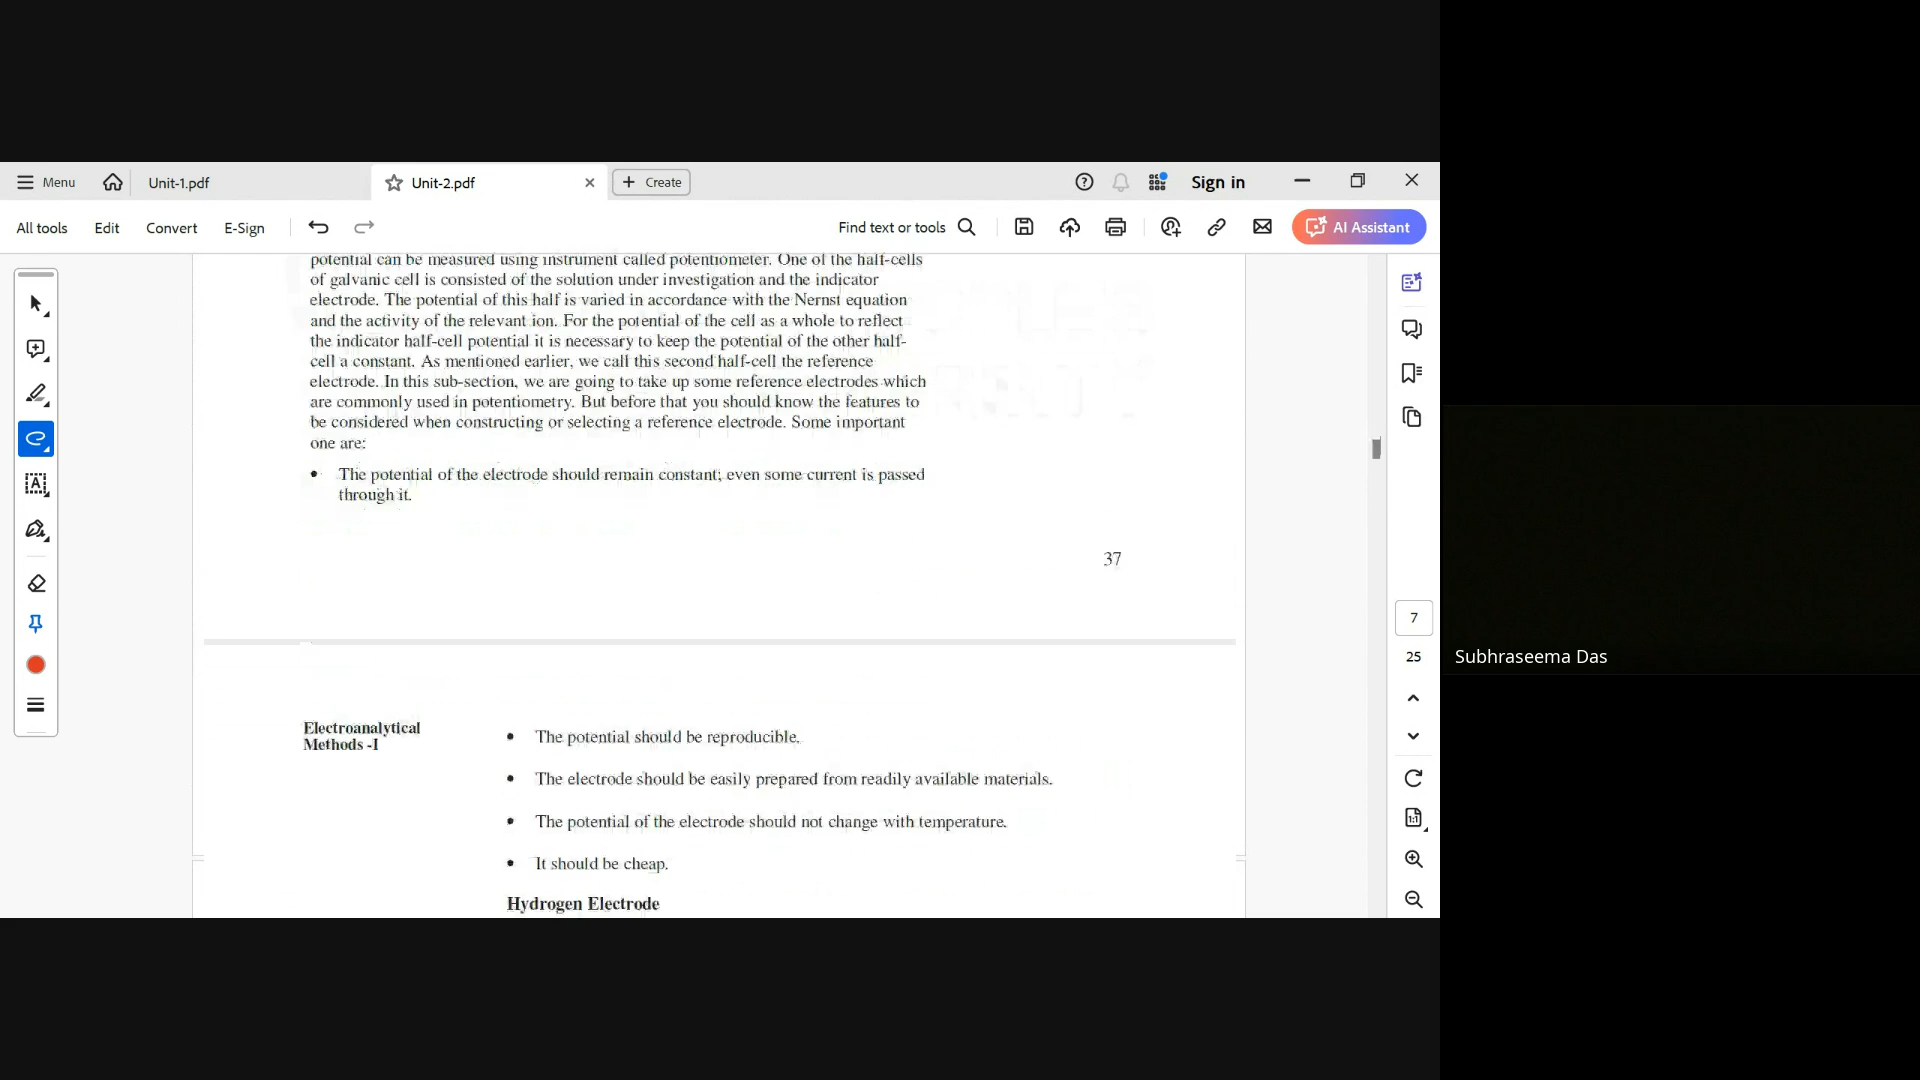 Menu
Unit-1.pdf
Unit-2.pdf
Create
Sign in
All tools
Edit
Convert
E-Sign
Find text or tools
AI Assistant
potential can be measured using instrument called potentiometer. One of the half-cells
of galvanic cell is consisted of the solution under investigation and the indicator
electrode. The potential of this half is varied in accordance with the Nernst equation
and the activity of the relevant ion. For the potential of the cell as a whole to reflect
the indicator half-cell potential it is necessary to keep the potential of the other half-
cell a constant. As mentioned earlier, we call this second half-cell the reference
electrode. In this sub-section, we are going to take up some reference electrodes which
are commonly used in potentiometry. But before that you should know the features to
be considered when constructing or selecting a reference electrode. Some important
one are:
• The potential of the electrode should remain constant; even some current is passed
through it.
37
Electroanalytical
Methods -I
• The potential should be reproducible.
• The electrode should be easily prepared from readily available materials.
• The potential of the electrode should not change with temperature.
• It should be cheap.
Hydrogen Electrode
7
25
Subhraseema Das